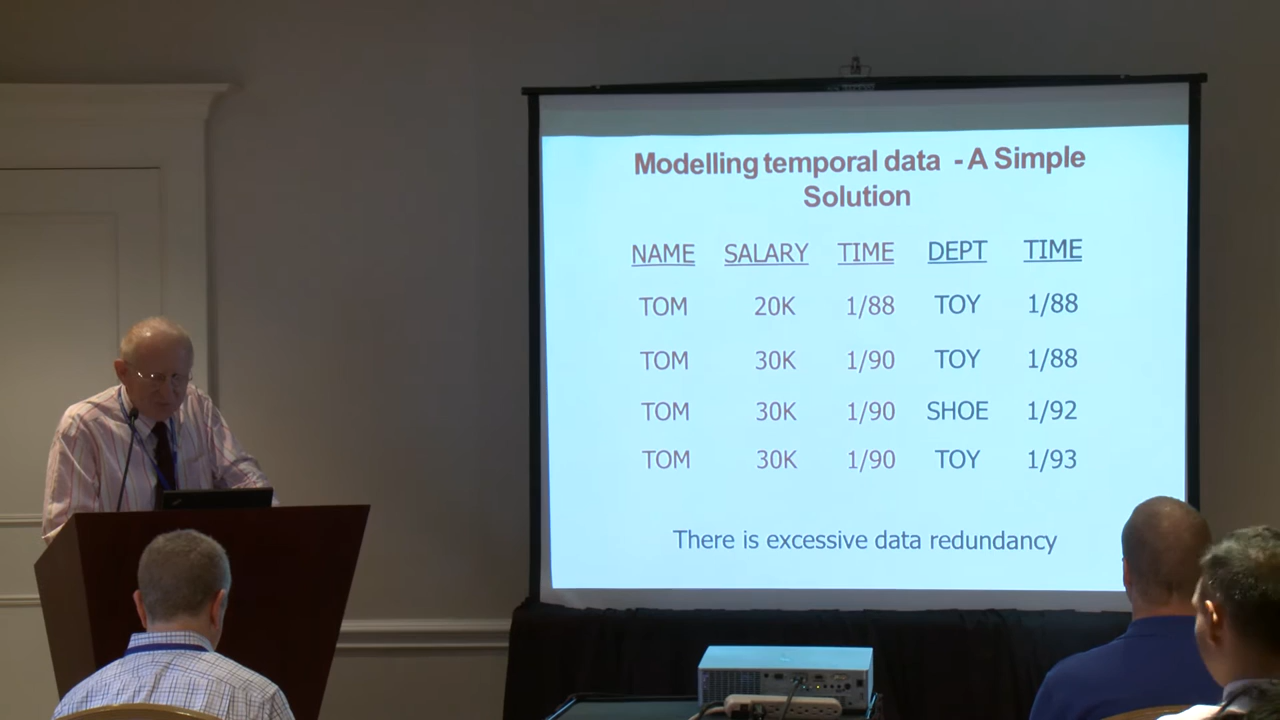 Modelling temporal data - A Simple
Solution
NAME SALARY TIME DEPT TIME
TOM 20K 1/88 TOY 1/88
TOM 30K 1/90 TOY 1/88
TOM 30K 1/90 SHOE 1/92
TOM 30K 1/90 TOY 1/93
There is excessive data redundancy